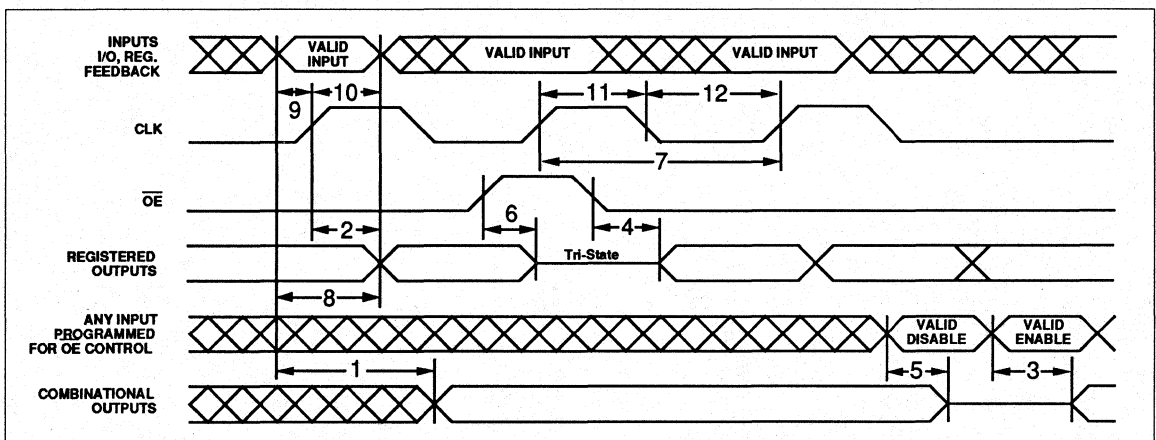 INPUTS
I/O, REG.
FEEDBACK
VALID
INPUT
VALID INPUT
VALID INPUT
9
10
11
12
CLK
7
OE
6
4
2
REGISTERED
OUTPUTS
Tri-State
8
ANY INPUT
PROGRAMMED
FOR OE CONTROL
VALID
DISABLE
VALID
ENABLE
1
5
3
COMBINATIONAL
OUTPUTS